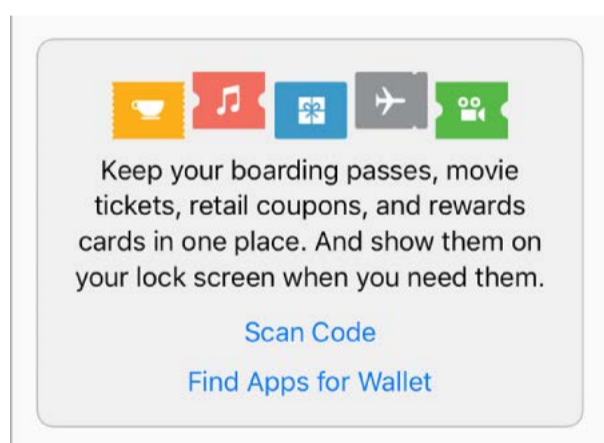 Keep your boarding passes, movie
tickets, retail coupons, and rewards
cards in one place. And show them on
your lock screen when you need them.
Scan Code
Find Apps for Wallet